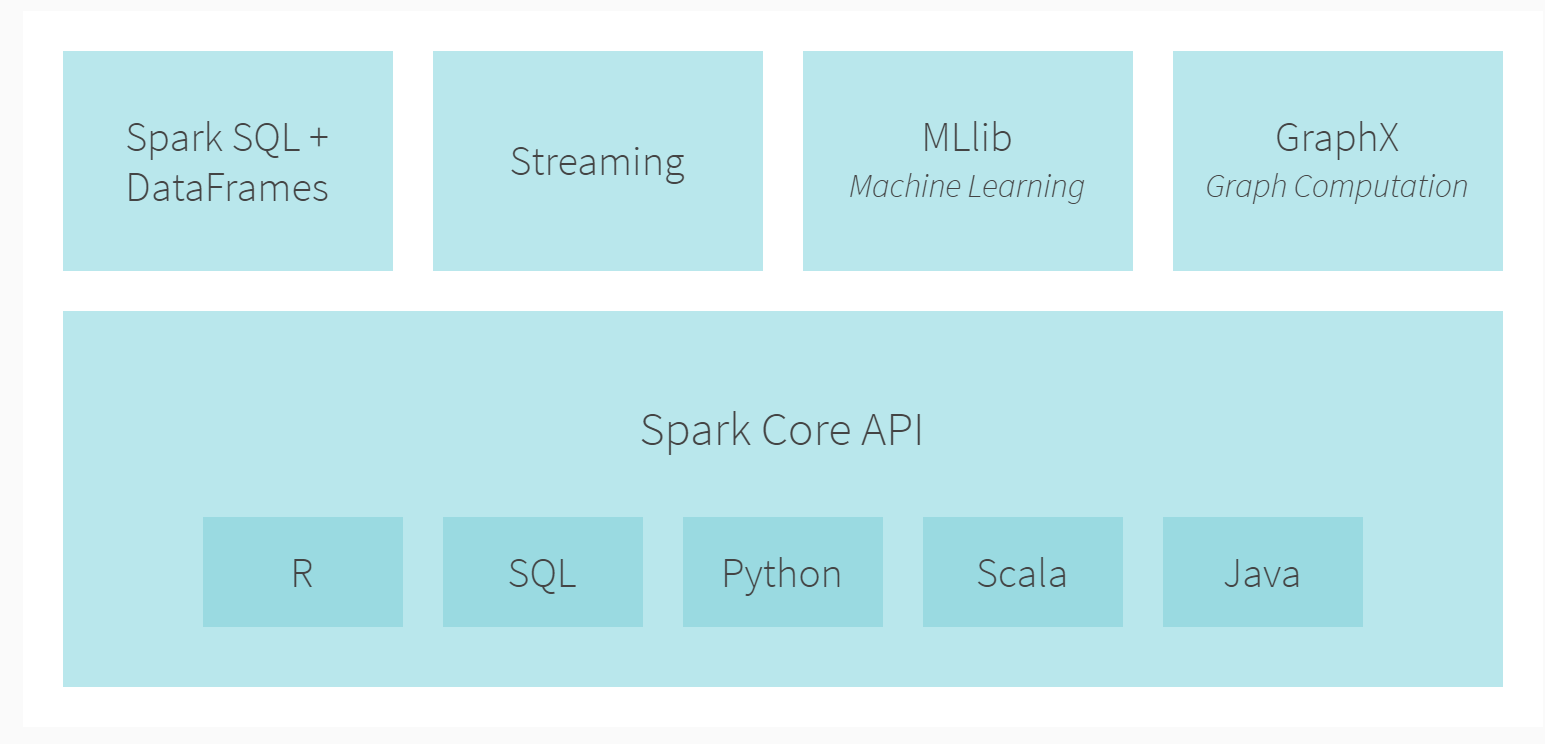 Spark SQL +
DataFrames
Streaming
MLlib
Machine Learning
GraphX
Graph Computation
Spark Core API
R
SQL
Python
Scala
Java